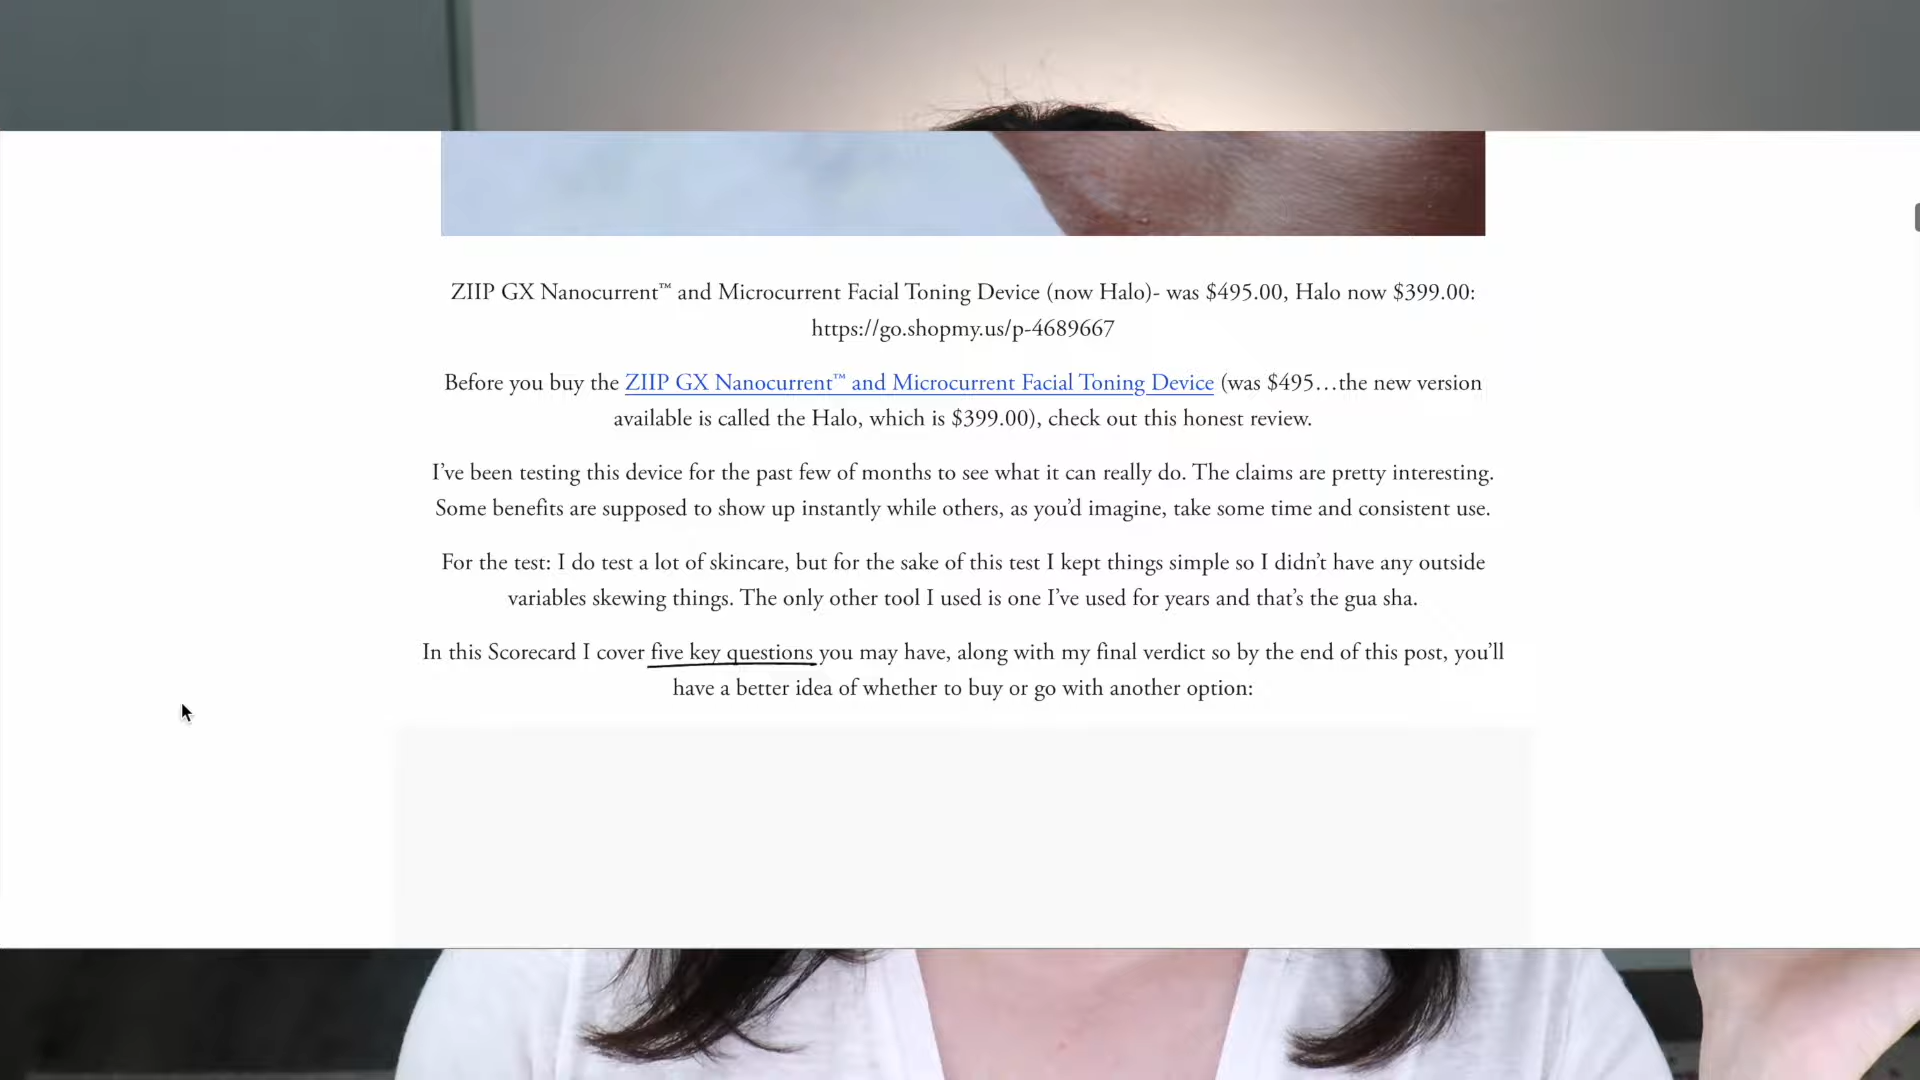 ZIIP GX Nanocurrent™ and Microcurrent Facial Toning Device (now Halo)- was $495.00, Halo now $399.00:
https://go.shopmy.us/p-4689667
Before you buy the ZIIP GX Nanocurrent™ and Microcurrent Facial Toning Device (was $495…the new version
available is called the Halo, which is $399.00), check out this honest review.
I’ve been testing this device for the past few of months to see what it can really do. The claims are pretty interesting.
Some benefits are supposed to show up instantly while others, as you’d imagine, take some time and consistent use.
For the test: I do test a lot of skincare, but for the sake of this test I kept things simple so I didn’t have any outside
variables skewing things. The only other tool I used is one I’ve used for years and that’s the gua sha.
In this Scorecard I cover five key questions you may have, along with my final verdict so by the end of this post, you’ll
have a better idea of whether to buy or go with another option: